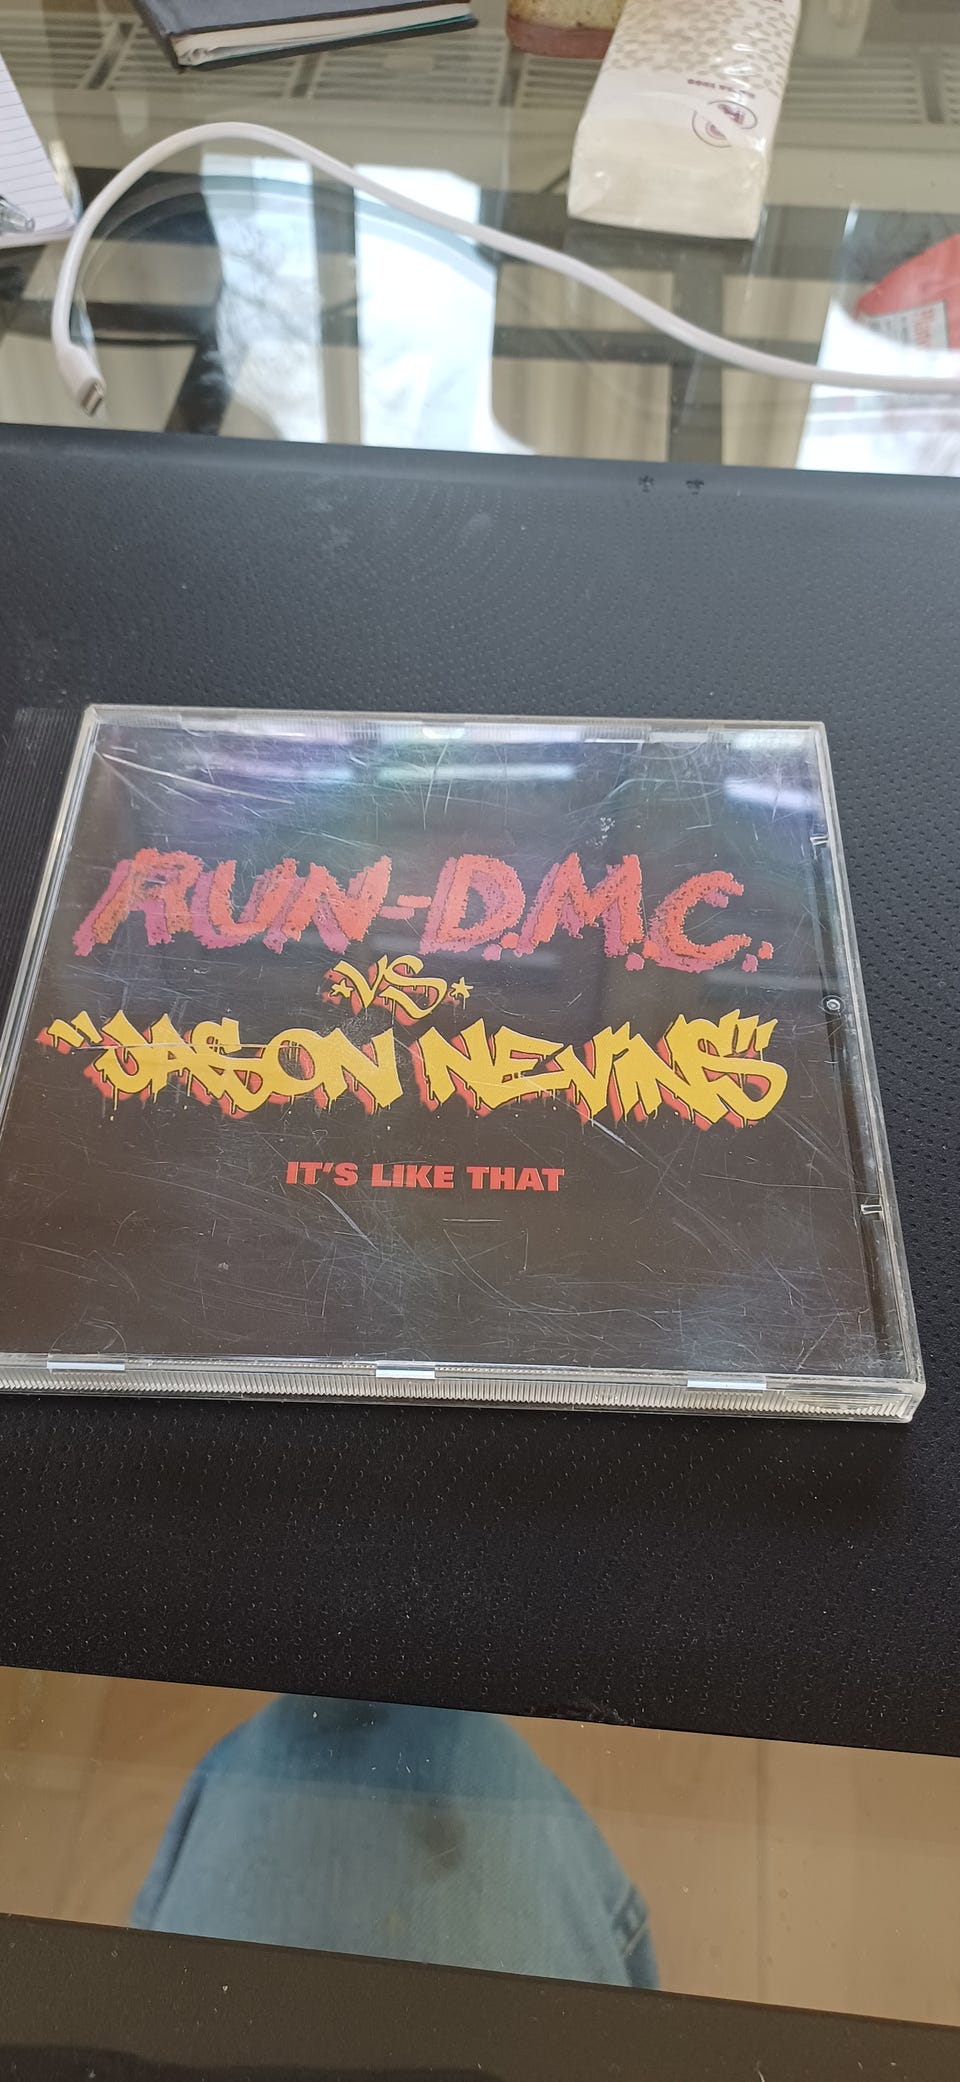 RUN-D.M.C.
*VS*
"JASON NEVINS"
IT'S LIKE THAT